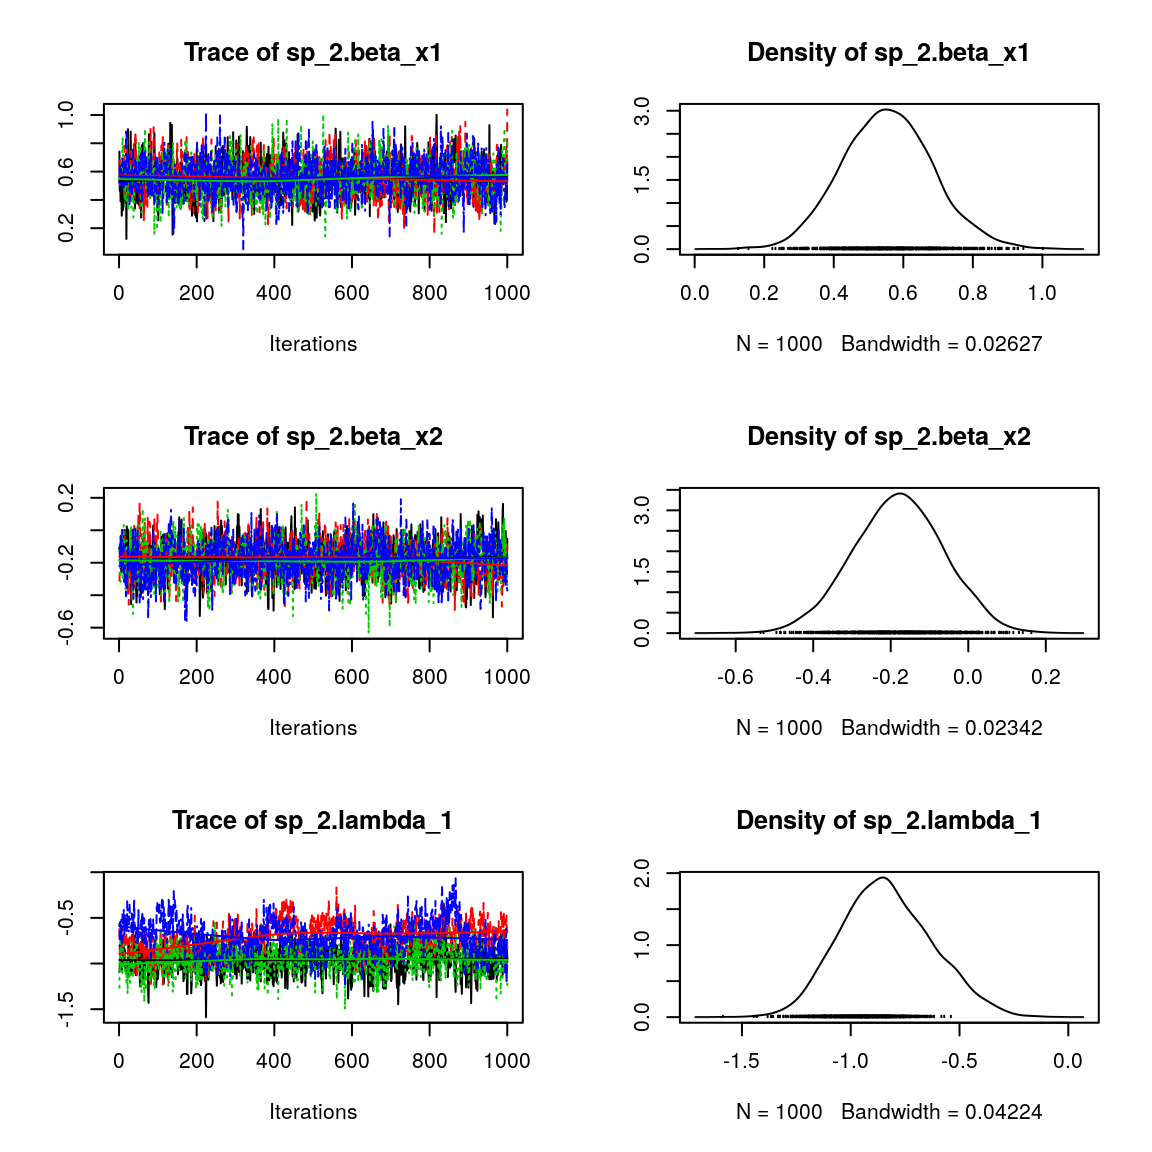 Trace of sp_2.beta_x1
1.0
0.6
0.2
0 200 400 600 800 1000
Iterations
Density of sp_2.beta_x1
3.0
1.5
0.0
0.0 0.2 0.4 0.6 0.8 1.0
N = 1000 Bandwidth = 0.02627
Trace of sp_2.beta_x2
0.2
-0.2
-0.6
0 200 400 600 800 1000
Iterations
Density of sp_2.beta_x2
3.0
1.5
0.0
-0.6 -0.4 -0.2 0.0 0.2
N = 1000 Bandwidth = 0.02342
Trace of sp_2.lambda_1
-0.5
-1.5
0 200 400 600 800 1000
Iterations
Density of sp_2.lambda_1
2.0
1.0
0.0
-1.5 -1.0 -0.5 0.0
N = 1000 Bandwidth = 0.04224